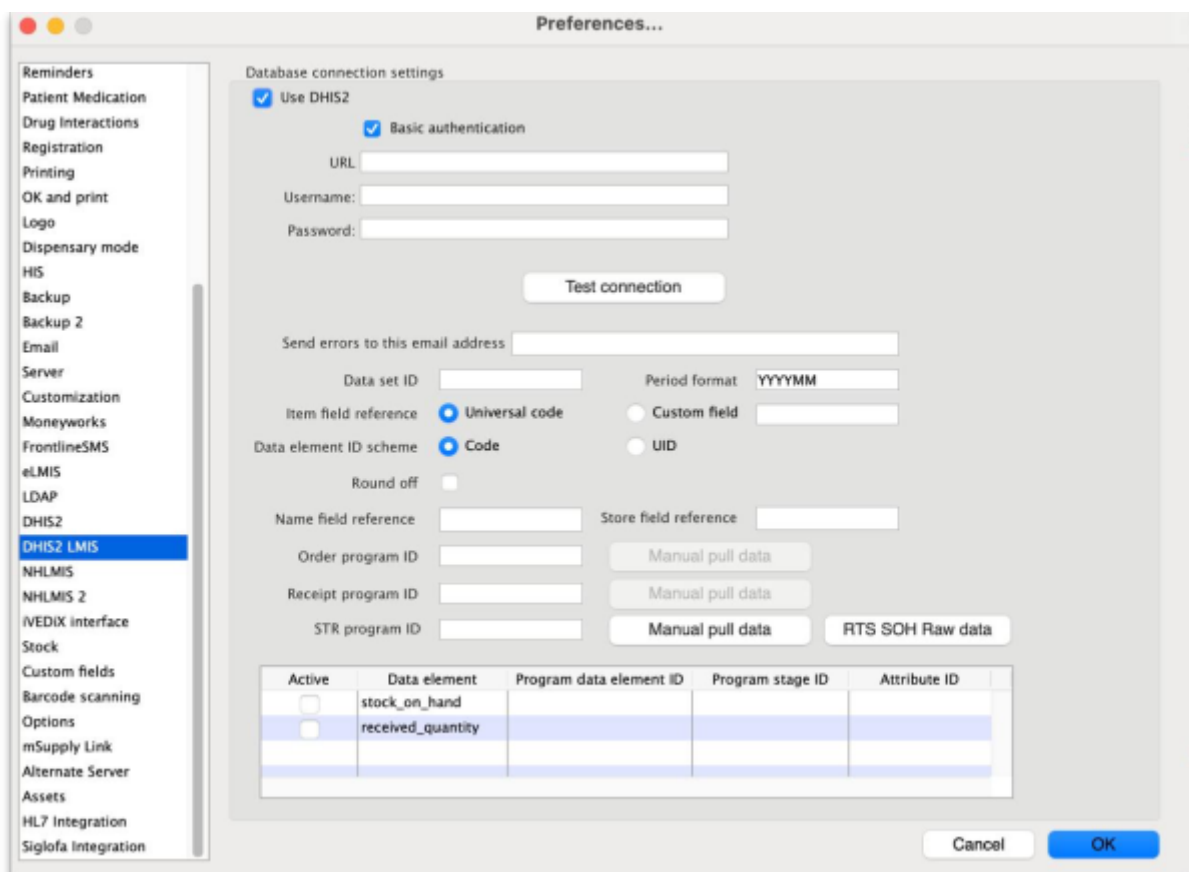 Preferences...
Reminders
Patient Medication
Drug Interactions
Registration
Printing
OK and print
Logo
Dispensary mode
HIS
Backup
Backup 2
Email
Server
Customization
Moneyworks
FrontlineSMS
eLMIS
LDAP
DHIS2
DHIS2 LMIS
NHLMIS
NHLMIS 2
iVEDiX interface
Stock
Custom fields
Barcode scanning
Options
mSupply Link
Alternate Server
Assets
HL7 Integration
Siglofa Integration
Database connection settings
Use DHIS2
Basic authentication
URL
Username:
Password:
Test connection
Send errors to this email address
Data set ID Period format YYYYMM
Item field reference Universal code Custom field
Data element ID scheme Code UID
Round off
Name field reference Store field reference
Order program ID Manual pull data
Receipt program ID Manual pull data
STR program ID Manual pull data RTS SOH Raw data
Active Data element Program data element ID Program stage ID Attribute ID
stock_on_hand
received_quantity
Cancel OK